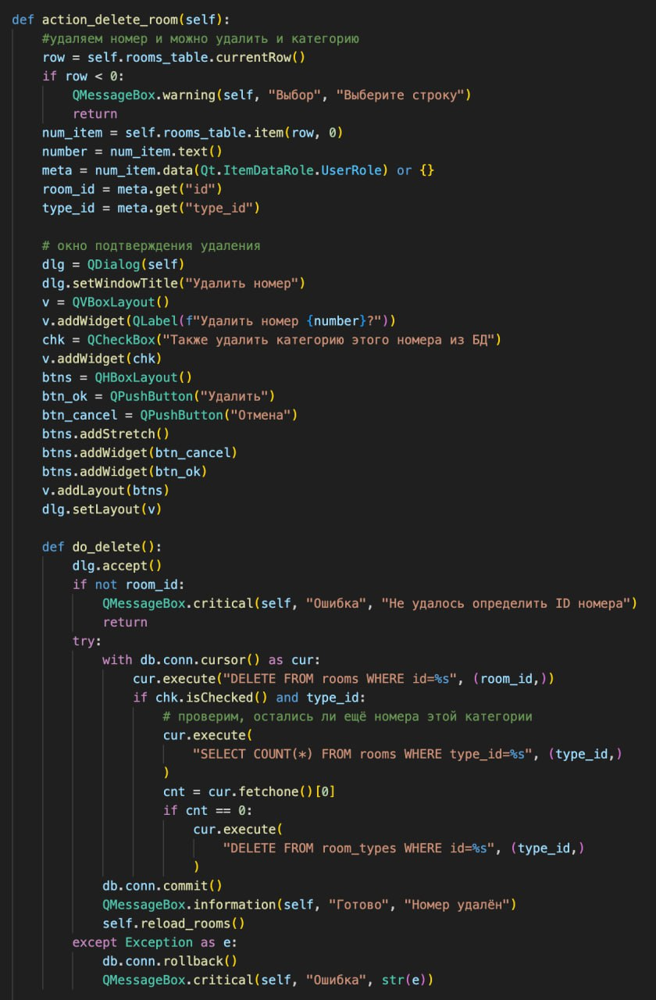 def action_delete_room(self):
    #удаляем номер и можно удалить и категорию
    row = self.rooms_table.currentRow()
    if row < 0:
        QMessageBox.warning(self, "Выбор", "Выберите строку")
        return
    num_item = self.rooms_table.item(row, 0)
    number = num_item.text()
    meta = num_item.data(Qt.ItemDataRole.UserRole) or {}
    room_id = meta.get("id")
    type_id = meta.get("type_id")

    # окно подтверждения удаления
    dlg = QDialog(self)
    dlg.setWindowTitle("Удалить номер")
    v = QVBoxLayout()
    v.addWidget(QLabel(f"Удалить номер {number}?"))
    chk = QCheckBox("Также удалить категорию этого номера из БД")
    v.addWidget(chk)
    btns = QHBoxLayout()
    btn_ok = QPushButton("Удалить")
    btn_cancel = QPushButton("Отмена")
    btns.addStretch()
    btns.addWidget(btn_cancel)
    btns.addWidget(btn_ok)
    v.addLayout(btns)
    dlg.setLayout(v)

    def do_delete():
        dlg.accept()
        if not room_id:
            QMessageBox.critical(self, "Ошибка", "Не удалось определить ID номера")
            return
        try:
            with db.conn.cursor() as cur:
                cur.execute("DELETE FROM rooms WHERE id=%s", (room_id,))
                if chk.isChecked() and type_id:
                    # проверим, остались ли ещё номера этой категории
                    cur.execute(
                        "SELECT COUNT(*) FROM rooms WHERE type_id=%s", (type_id,)
                    )
                    cnt = cur.fetchone()[0]
                    if cnt == 0:
                        cur.execute(
                            "DELETE FROM room_types WHERE id=%s", (type_id,)
                        )
            db.conn.commit()
            QMessageBox.information(self, "Готово", "Номер удалён")
            self.reload_rooms()
        except Exception as e:
            db.conn.rollback()
            QMessageBox.critical(self, "Ошибка", str(e))